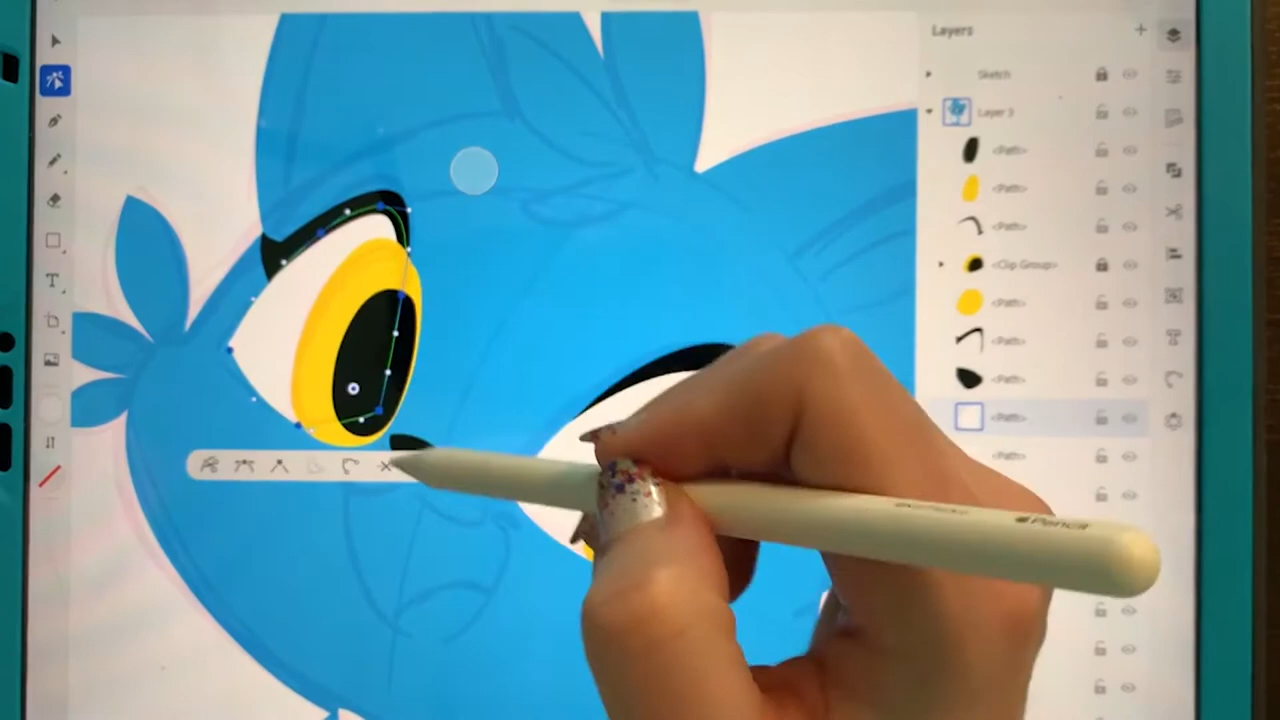 Layers
Sketch
Layer 3
<Path>
<Path>
<Path>
<Clip Group>
<Path>
<Path>
<Path>
<Path>
<Path>
T
Pencil